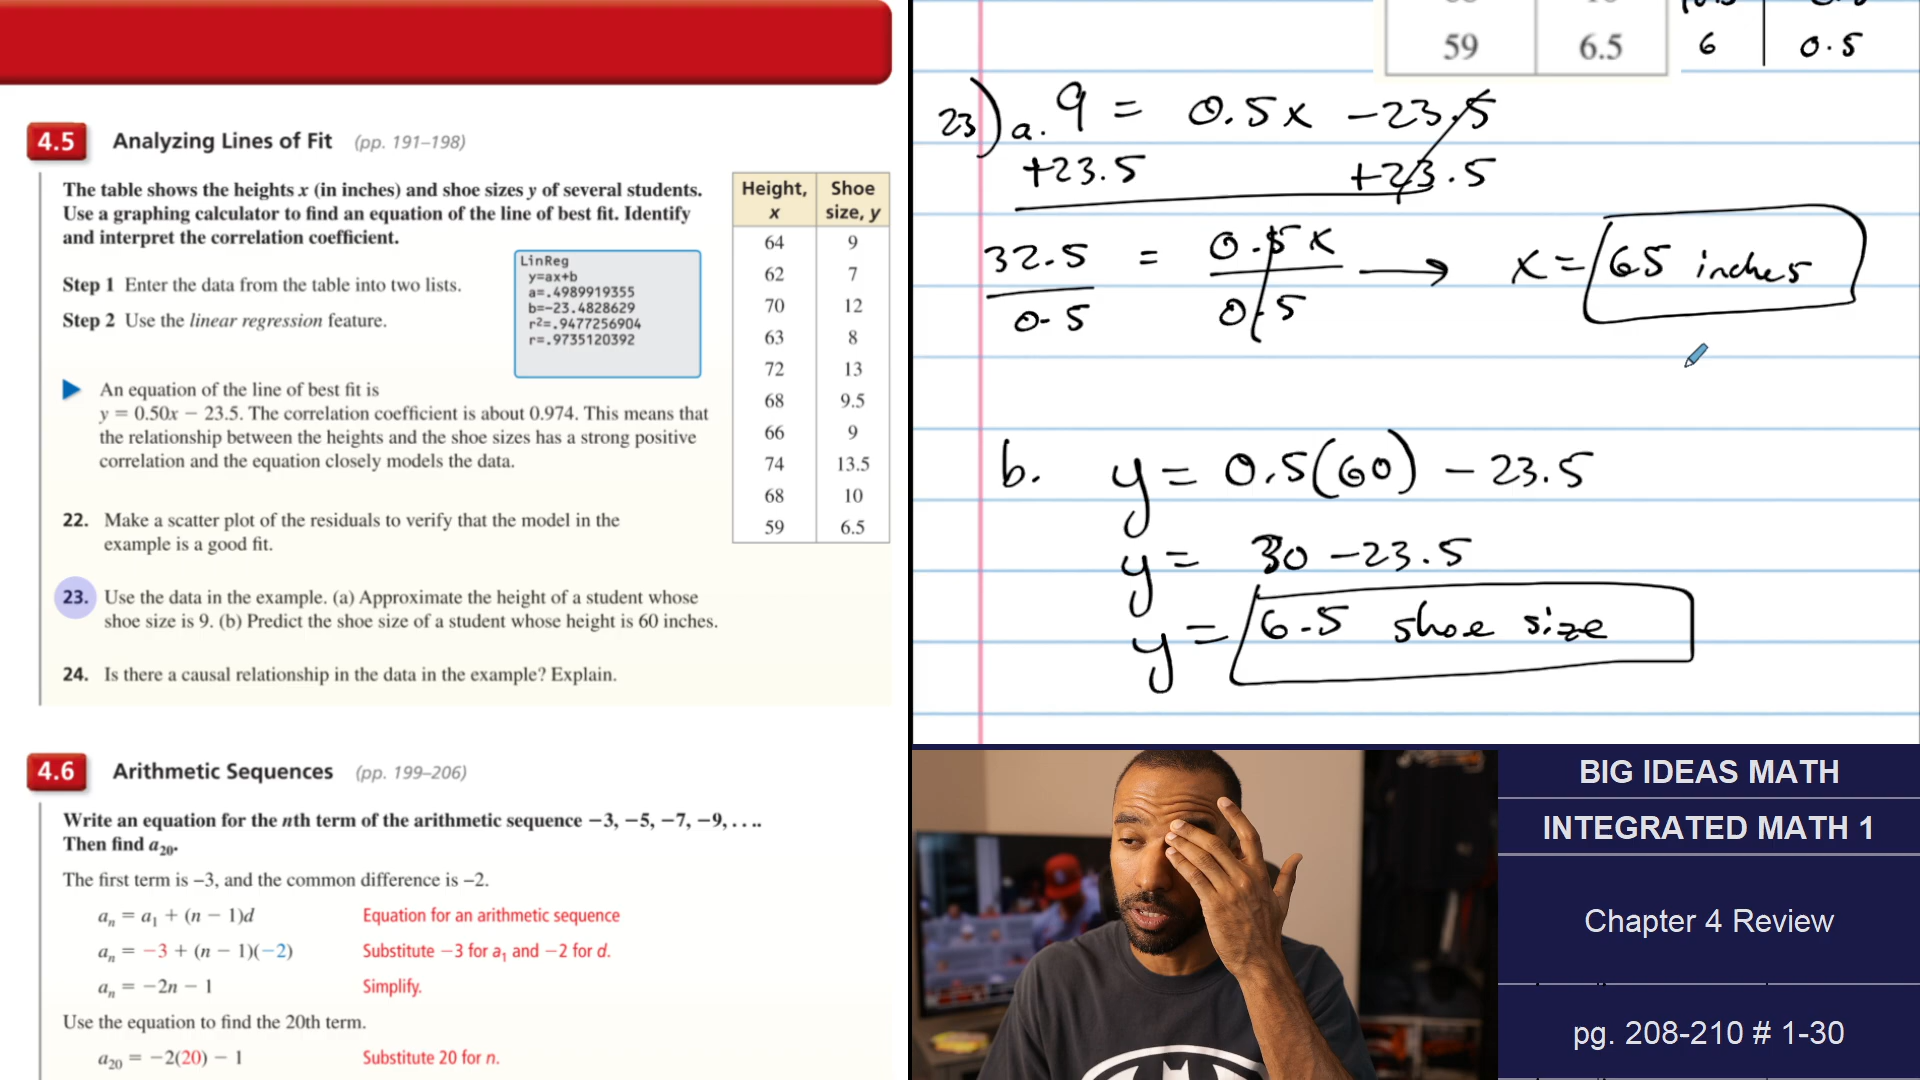 4.5 Analyzing Lines of Fit (pp. 191–198)
The table shows the heights x (in inches) and shoe sizes y of several students.
Use a graphing calculator to find an equation of the line of best fit. Identify
and interpret the correlation coefficient.
Step 1 Enter the data from the table into two lists.
Step 2 Use the linear regression feature.
LinReg
y=ax+b
a=.4989919355
b=-23.4828629
r²=.9477256904
r=.9735120392
An equation of the line of best fit is
y = 0.50x − 23.5. The correlation coefficient is about 0.974. This means that
the relationship between the heights and the shoe sizes has a strong positive
correlation and the equation closely models the data.
Height, x Shoe size, y
64 9
62 7
70 12
63 8
72 13
68 9.5
66 9
74 13.5
68 10
59 6.5
22. Make a scatter plot of the residuals to verify that the model in the
example is a good fit.
23. Use the data in the example. (a) Approximate the height of a student whose
shoe size is 9. (b) Predict the shoe size of a student whose height is 60 inches.
24. Is there a causal relationship in the data in the example? Explain.
4.6 Arithmetic Sequences (pp. 199–206)
Write an equation for the nth term of the arithmetic sequence −3, −5, −7, −9, . . ..
Then find a₂₀.
The first term is −3, and the common difference is −2.
aₙ = a₁ + (n − 1)d Equation for an arithmetic sequence
aₙ = −3 + (n − 1)(−2) Substitute −3 for a₁ and −2 for d.
aₙ = −2n − 1 Simplify.
Use the equation to find the 20th term.
a₂₀ = −2(20) − 1 Substitute 20 for n.
59 6.5 6 0.5
23) a. 9 = 0.5x −23.5
+23.5 +23.5
32.5 = 0.5x → x = 65 inches
0.5 0.5
b. y = 0.5(60) − 23.5
y = 30 − 23.5
y = 6.5 shoe size
BIG IDEAS MATH
INTEGRATED MATH 1
Chapter 4 Review
pg. 208-210 # 1-30